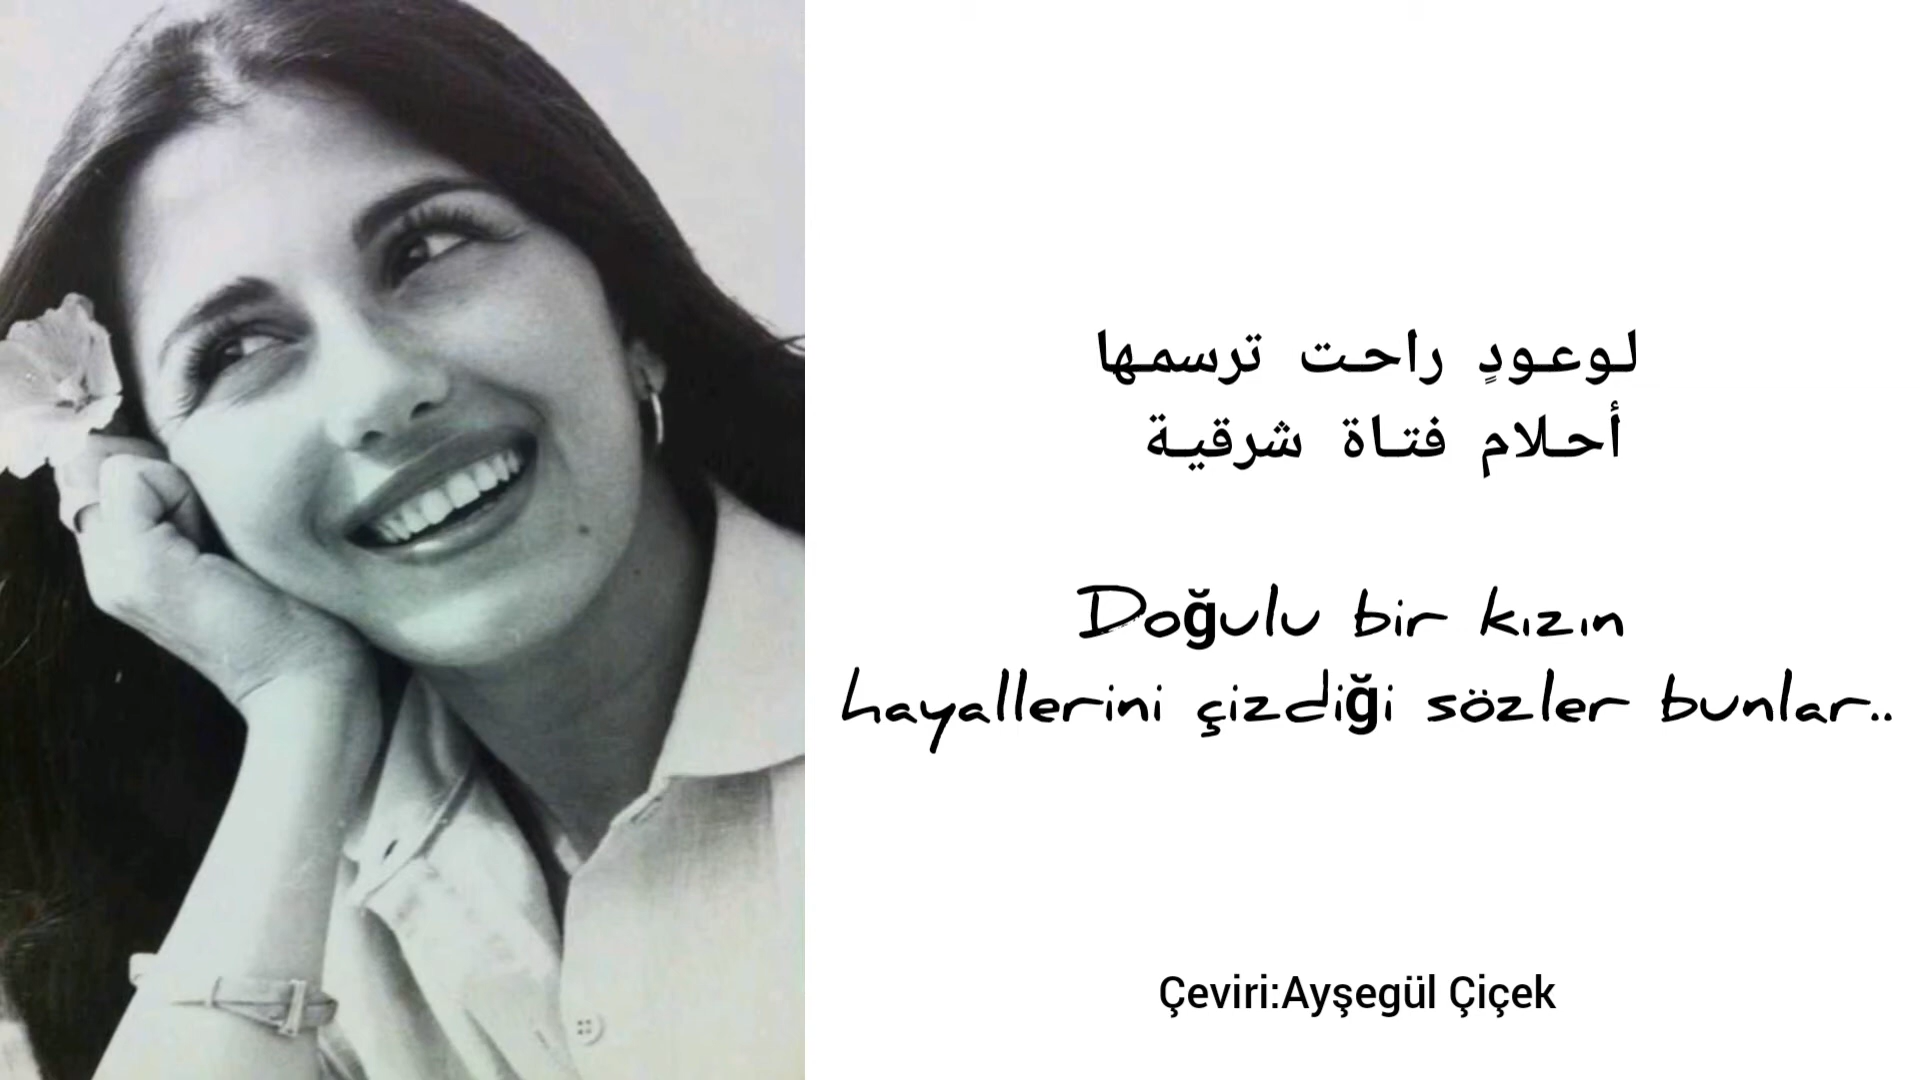 لوعودٍ راحت ترسمها
أحلام فتاة شرقية
Doğulu bir kızın
hayallerini çizdiği sözler bunlar..
Çeviri:Ayşegül Çiçek